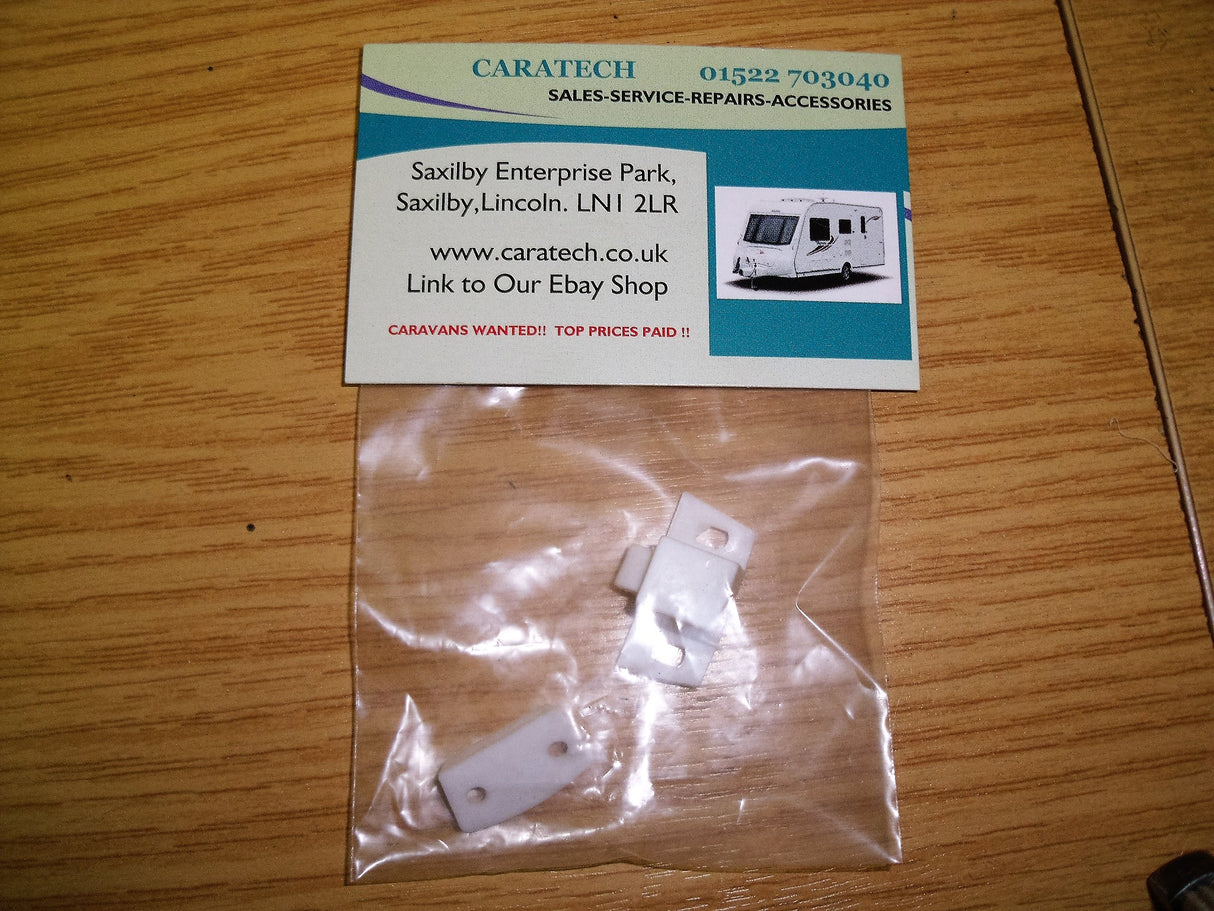 CARATECH 01522 703040
SALES-SERVICE-REPAIRS-ACCESSORIES
Saxilby Enterprise Park,
Saxilby,Lincoln. LN1 2LR
www.caratech.co.uk
Link to Our Ebay Shop
CARAVANS WANTED!! TOP PRICES PAID !!